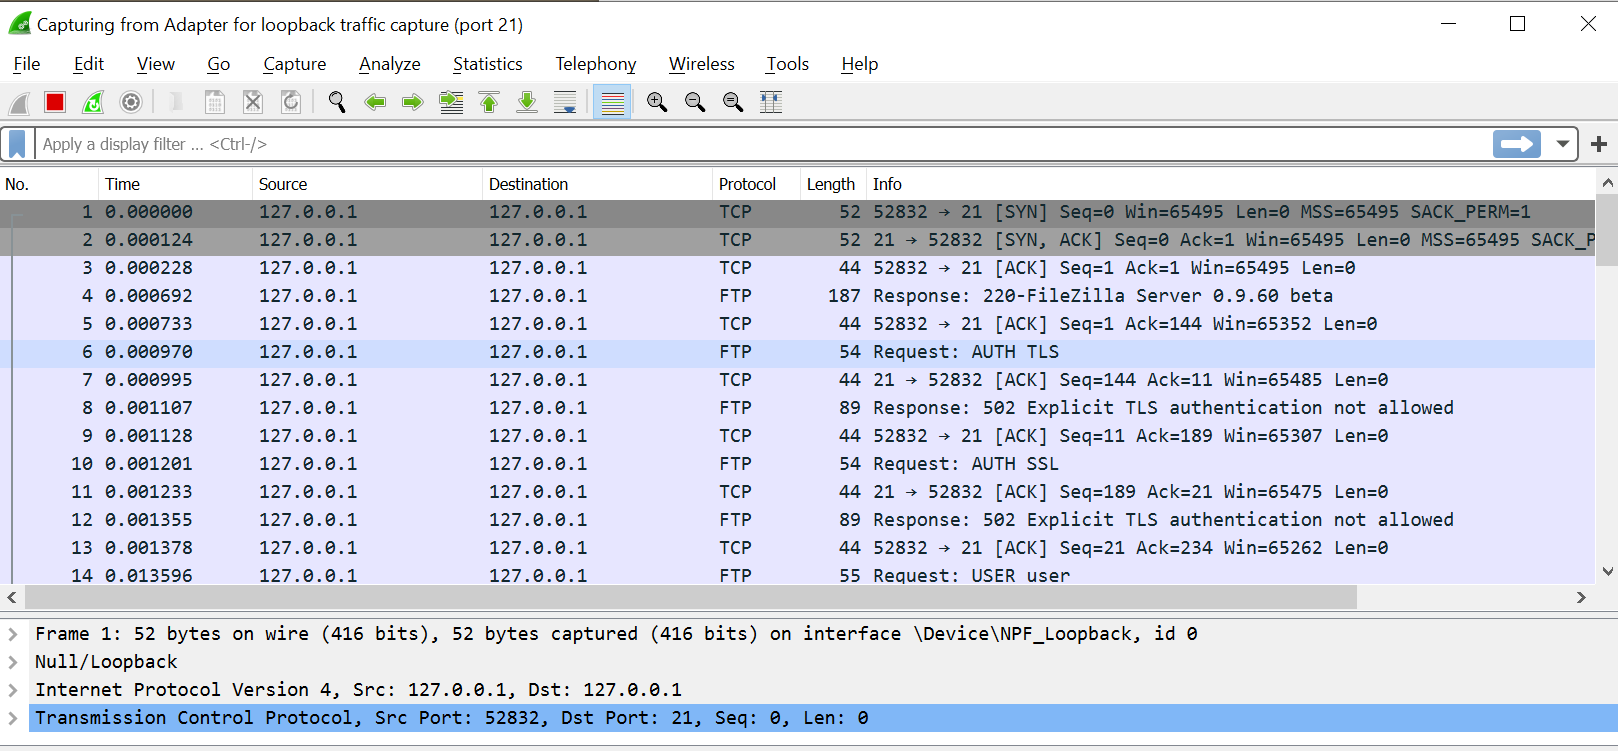 Capturing from Adapter for loopback traffic capture (port 21)
File Edit View Go Capture Analyze Statistics Telephony Wireless Tools Help
Apply a display filter ... <Ctrl-/>
No. Time Source Destination Protocol Length Info
1 0.000000 127.0.0.1 127.0.0.1 TCP 52 52832 → 21 [SYN] Seq=0 Win=65495 Len=0 MSS=65495 SACK_PERM=1
2 0.000124 127.0.0.1 127.0.0.1 TCP 52 21 → 52832 [SYN, ACK] Seq=0 Ack=1 Win=65495 Len=0 MSS=65495 SACK_P
3 0.000228 127.0.0.1 127.0.0.1 TCP 44 52832 → 21 [ACK] Seq=1 Ack=1 Win=65495 Len=0
4 0.000692 127.0.0.1 127.0.0.1 FTP 187 Response: 220-FileZilla Server 0.9.60 beta
5 0.000733 127.0.0.1 127.0.0.1 TCP 44 52832 → 21 [ACK] Seq=1 Ack=144 Win=65352 Len=0
6 0.000970 127.0.0.1 127.0.0.1 FTP 54 Request: AUTH TLS
7 0.000995 127.0.0.1 127.0.0.1 TCP 44 21 → 52832 [ACK] Seq=144 Ack=11 Win=65485 Len=0
8 0.001107 127.0.0.1 127.0.0.1 FTP 89 Response: 502 Explicit TLS authentication not allowed
9 0.001128 127.0.0.1 127.0.0.1 TCP 44 52832 → 21 [ACK] Seq=11 Ack=189 Win=65307 Len=0
10 0.001201 127.0.0.1 127.0.0.1 FTP 54 Request: AUTH SSL
11 0.001233 127.0.0.1 127.0.0.1 TCP 44 21 → 52832 [ACK] Seq=189 Ack=21 Win=65475 Len=0
12 0.001355 127.0.0.1 127.0.0.1 FTP 89 Response: 502 Explicit TLS authentication not allowed
13 0.001378 127.0.0.1 127.0.0.1 TCP 44 52832 → 21 [ACK] Seq=21 Ack=234 Win=65262 Len=0
14 0.013596 127.0.0.1 127.0.0.1 FTP 55 Request: USER user
Frame 1: 52 bytes on wire (416 bits), 52 bytes captured (416 bits) on interface \Device\NPF_Loopback, id 0
Null/Loopback
Internet Protocol Version 4, Src: 127.0.0.1, Dst: 127.0.0.1
Transmission Control Protocol, Src Port: 52832, Dst Port: 21, Seq: 0, Len: 0